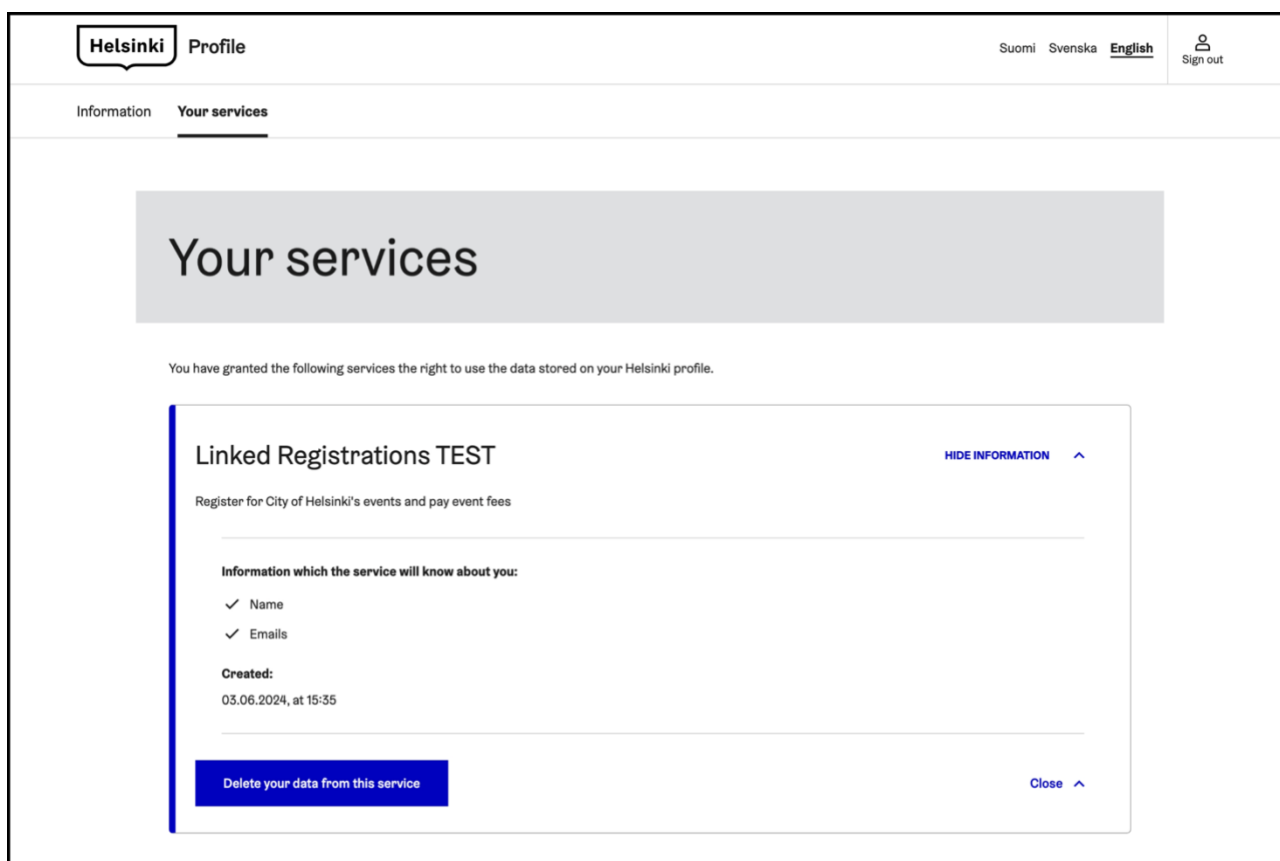 Helsinki Profile Suomi Svenska English Sign out
Information Your services
Your services
You have granted the following services the right to use the data stored on your Helsinki profile.
Linked Registrations TEST HIDE INFORMATION
Register for City of Helsinki's events and pay event fees
Information which the service will know about you:
Name
Emails
Created:
03.06.2024, at 15:35
Delete your data from this service Close